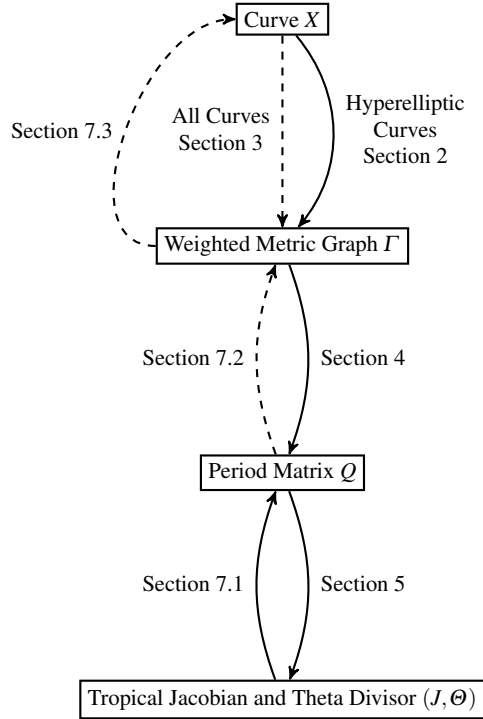 Curve X
Section 7.3
All Curves
Section 3
Hyperelliptic
Curves
Section 2
Weighted Metric Graph Γ
Section 7.2
Section 4
Period Matrix Q
Section 7.1
Section 5
Tropical Jacobian and Theta Divisor (J,Θ)